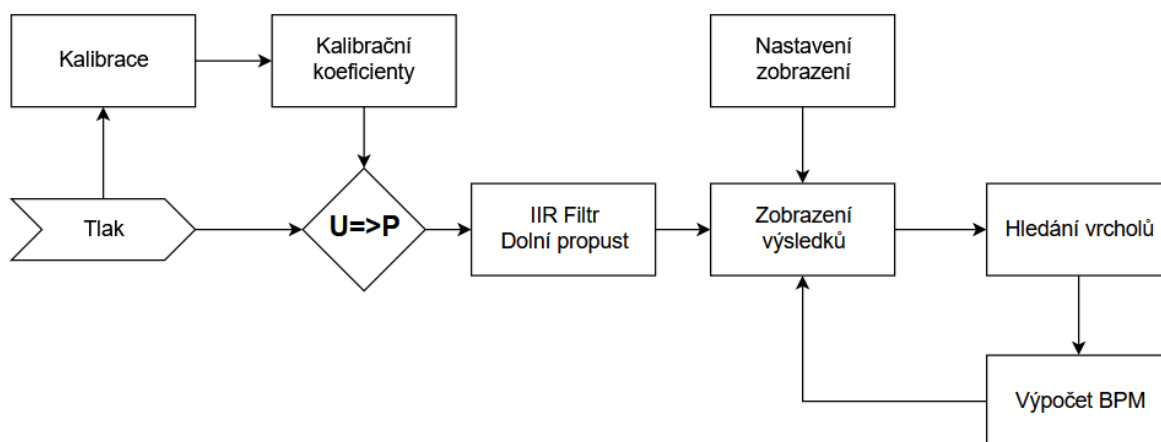 Kalibrace
Kalibrační
koeficienty
Nastavení
zobrazení
Tlak
U=>P
IIR Filtr
Dolní propust
Zobrazení
výsledků
Hledání vrcholů
Výpočet BPM